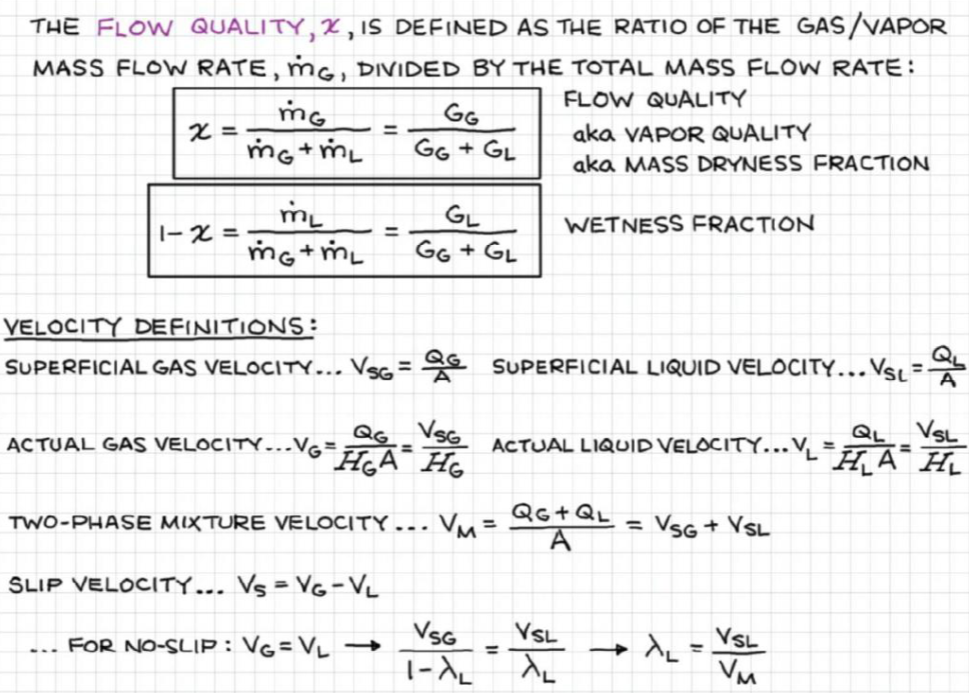 THE FLOW QUALITY, x, IS DEFINED AS THE RATIO OF THE GAS/VAPOR
MASS FLOW RATE, ṁG, DIVIDED BY THE TOTAL MASS FLOW RATE:
x = ṁG / (ṁG + ṁL) = GG / (GG + GL)
FLOW QUALITY
aka VAPOR QUALITY
aka MASS DRYNESS FRACTION
1 - x = ṁL / (ṁG + ṁL) = GL / (GG + GL)
WETNESS FRACTION
VELOCITY DEFINITIONS:
SUPERFICIAL GAS VELOCITY... VSG = QG / A SUPERFICIAL LIQUID VELOCITY... VSL = QL / A
ACTUAL GAS VELOCITY... VG = QG / (HG A) = VSG / HG ACTUAL LIQUID VELOCITY... VL = QL / (HL A) = VSL / HL
TWO-PHASE MIXTURE VELOCITY... VM = (QG + QL) / A = VSG + VSL
SLIP VELOCITY... VS = VG - VL
... FOR NO-SLIP: VG = VL → VSG / (1 - λL) = VSL / λL → λL = VSL / VM